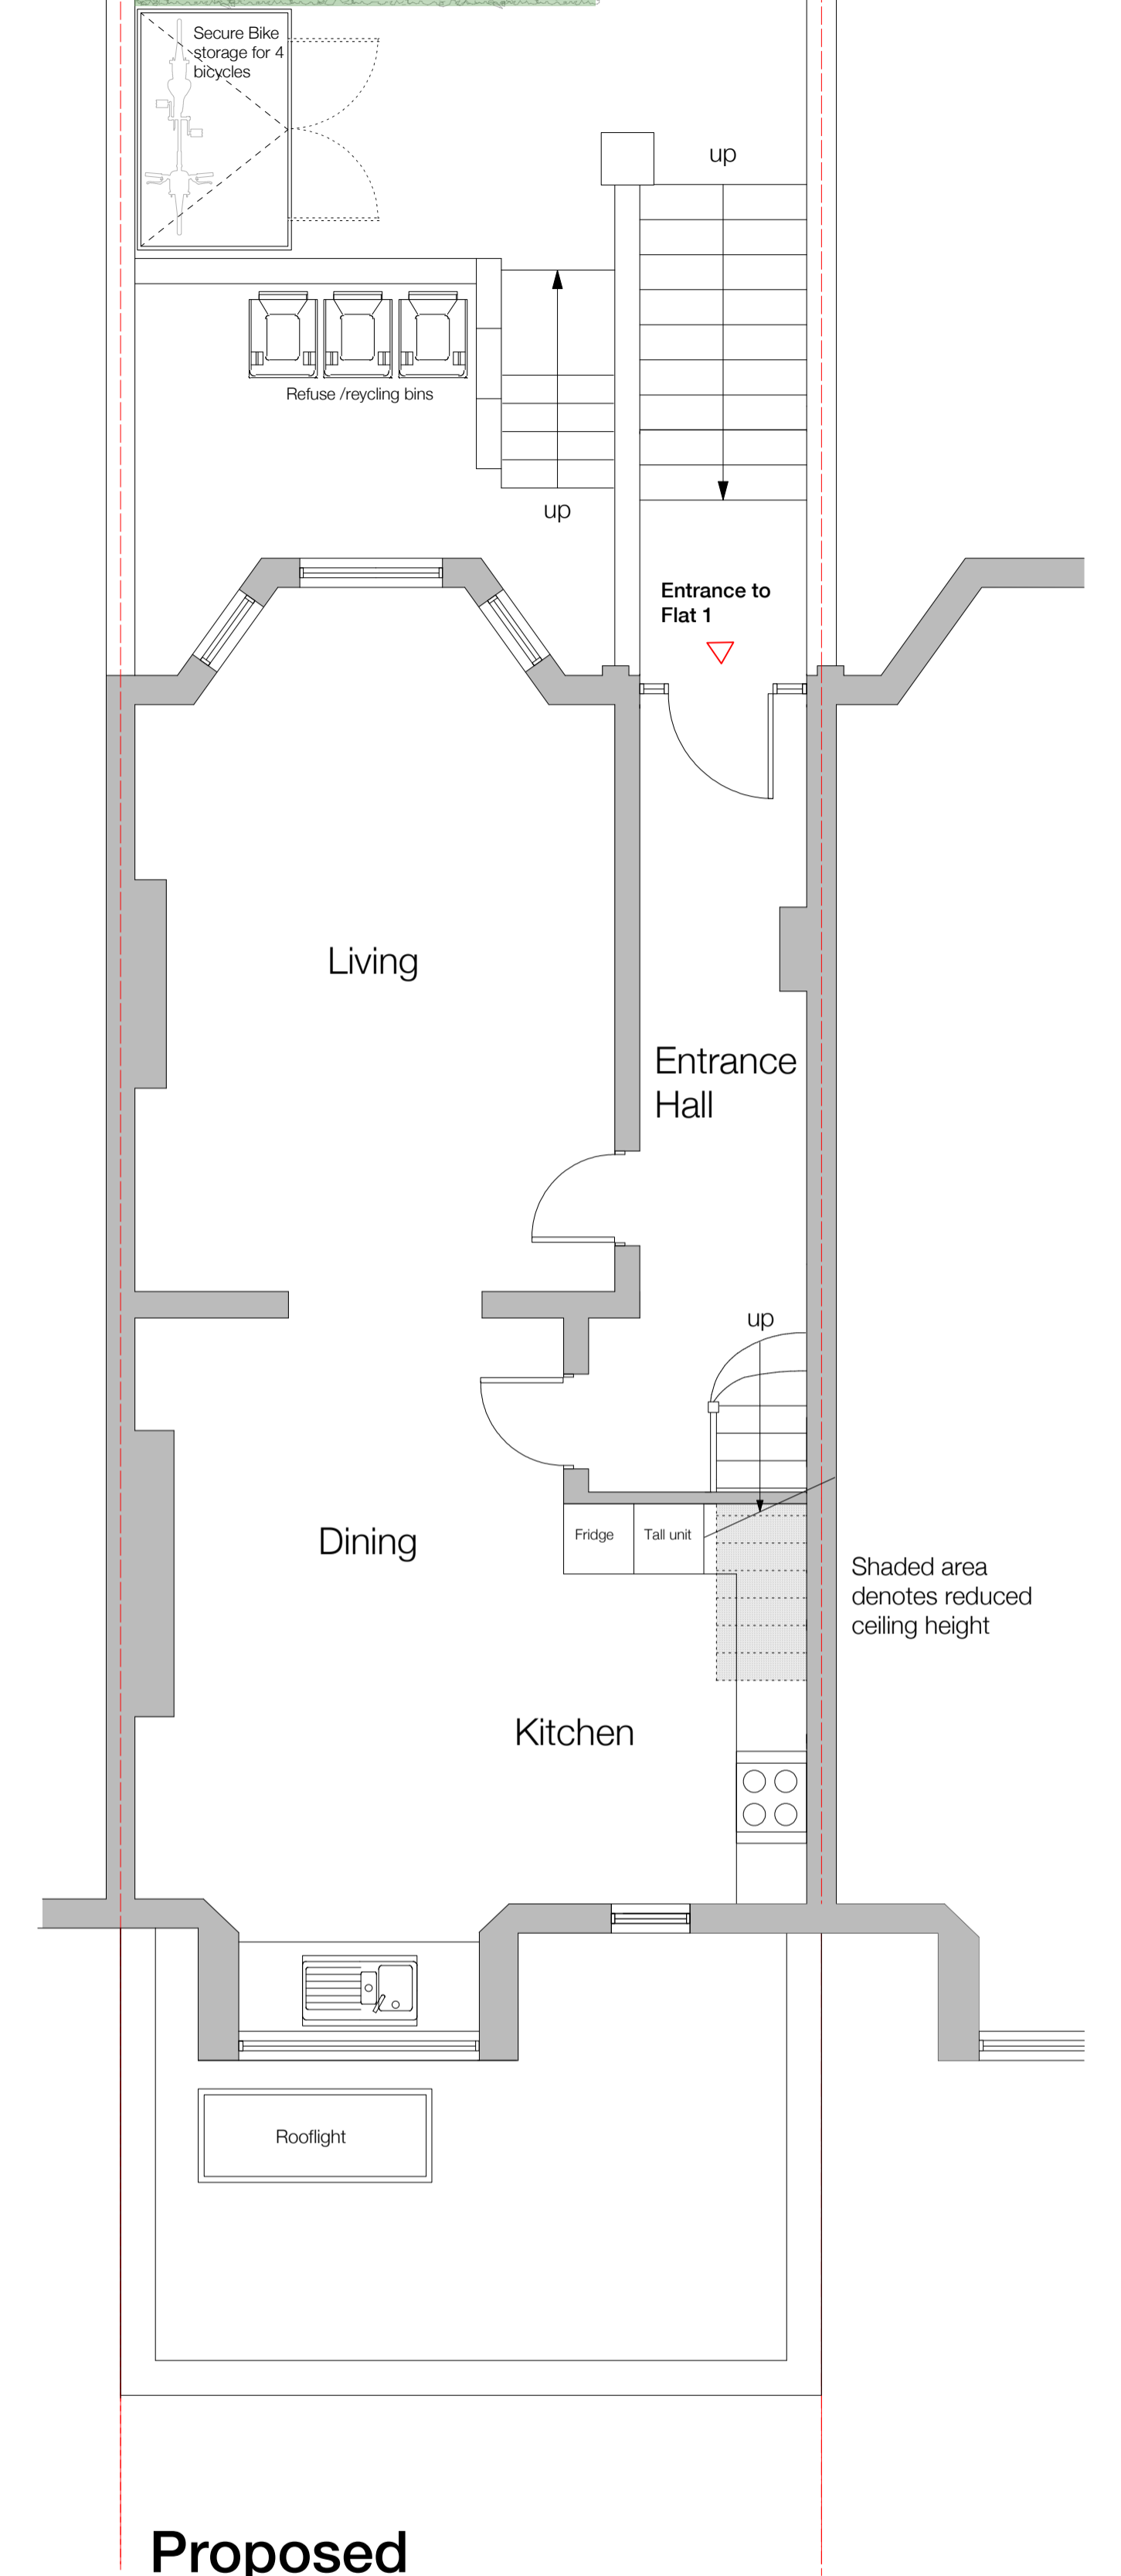 Secure Bike
storage for 4
bicycles
up
Refuse /reycling bins
up
Entrance to
Flat 1
Living
Entrance
Hall
up
Fridge
Tall unit
Dining
Shaded area
denotes reduced
ceiling height
Kitchen
Rooflight
Proposed